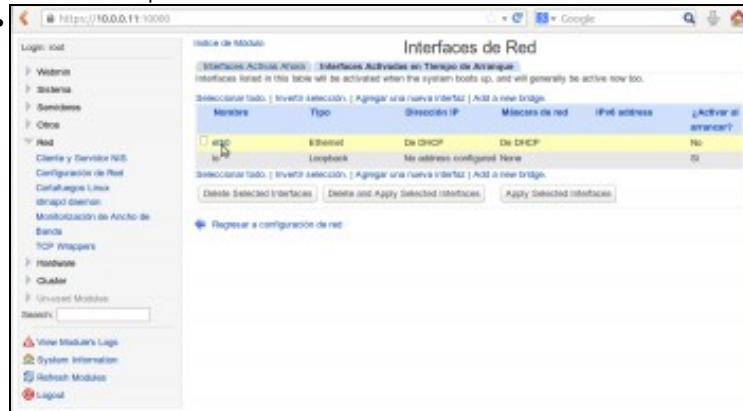 https://10.0.0.11:10000
Google
Login: root
Webmin
Sistema
Servidores
Otros
Red
Cliente y Servidor NIS
Configuración de Red
Cortafuegos Linux
idmapd daemon
Monitorización de Ancho de
Banda
TCP Wrappers
Hardware
Cluster
Un-used Modules
Search:
View Module's Logs
System Information
Refresh Modules
Logout
Índice de Módulo
Interfaces de Red
Interfaces Activas Ahora Interfaces Activadas en Tiempo de Arranque
Interfaces listed in this table will be activated when the system boots up, and will generally be active now too.
Seleccionar todo. | Invertir selección. | Agregar una nueva interfaz | Add a new bridge.
Nombre Tipo Dirección IP Máscara de red IPv6 address ¿Activar al
arrancar?
eth0 Ethernet De DHCP De DHCP No
lo Loopback No address configured None Sí
Seleccionar todo. | Invertir selección. | Agregar una nueva interfaz | Add a new bridge.
Delete Selected Interfaces Delete and Apply Selected Interfaces Apply Selected Interfaces
Regresar a configuración de red